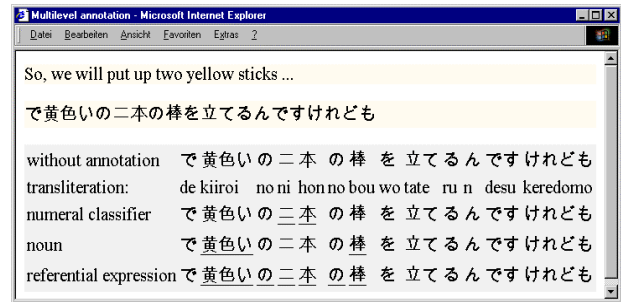 Multilevel annotation - Microsoft Internet Explorer
Datei Bearbeiten Ansicht Favoriten Extras ?
So, we will put up two yellow sticks ...
で黄色いの二本の棒を立てるんですけれども
without annotation で 黄色い の 二 本 の 棒 を 立て る ん です けれども
transliteration: de kiiroi no ni hon no bou wo tate ru n desu keredomo
numeral classifier で 黄色い の 二 本 の 棒 を 立て る ん です けれども
noun で 黄色い の 二 本 の 棒 を 立て る ん です けれども
referential expression で 黄色い の 二 本 の 棒 を 立て る ん です けれども